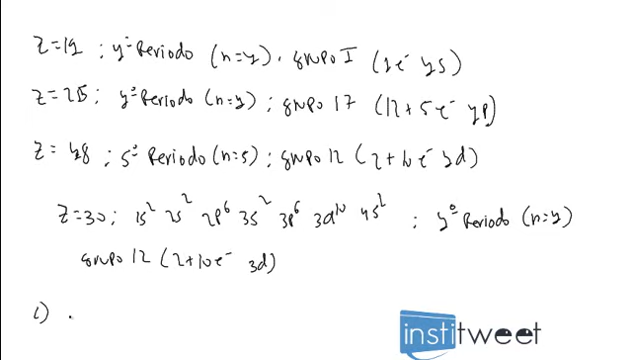 Z=19 ; 4º Periodo (n=4). grupo I (1e⁻ 4s)
Z=25; 4º Periodo (n=4) ; grupo 17 (12+5e⁻ 4p)
Z= 48 ; 5º Periodo (n=5) ; grupo 12 (2+10e⁻ 3d)
Z=30; 1s² 2s² 2p⁶ 3s² 3p⁶ 3d¹⁰ 4s² ; 4º Periodo (n=4)
grupo 12 (2+10e⁻ 3d)
c) .
institweet